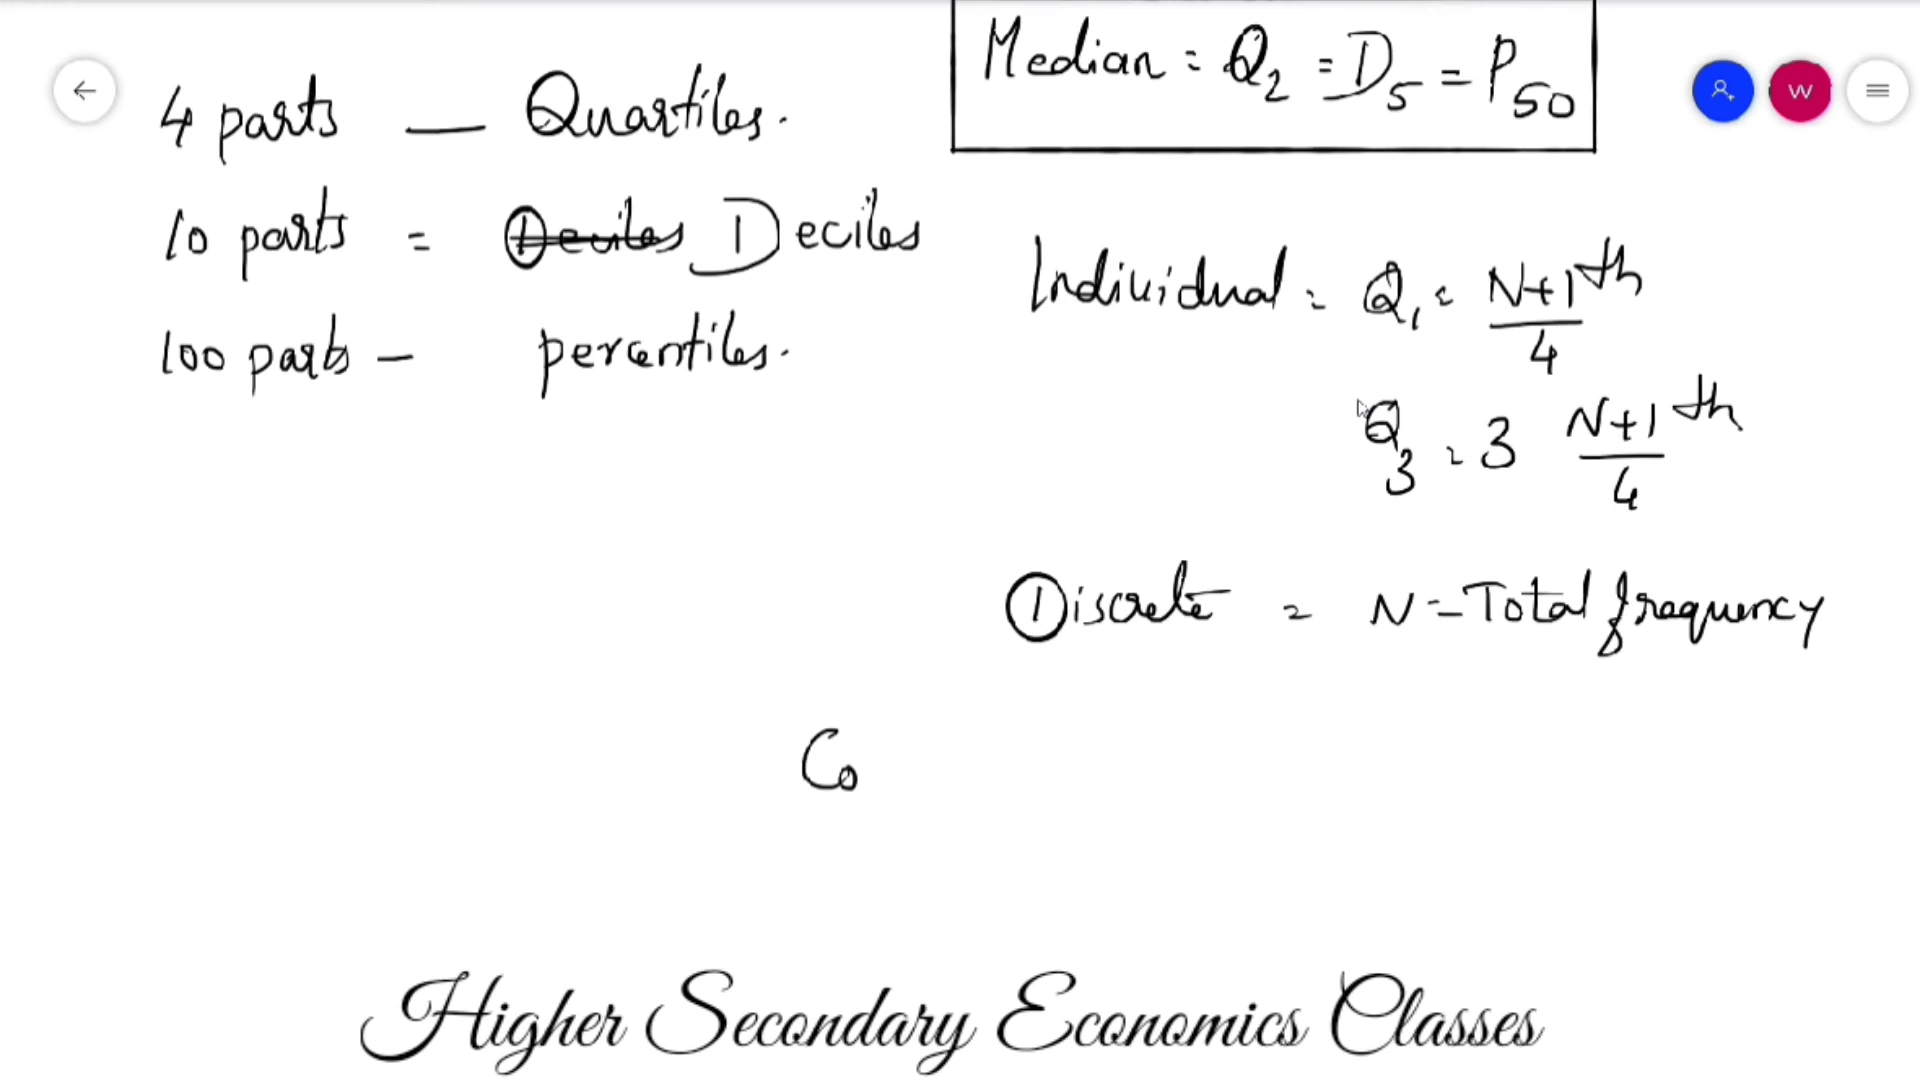 4 parts — Quartiles.
10 parts = Deciles Deciles
100 parts — percentiles.
Median = Q₂ = D₅ = P₅₀
Individual = Q₁ = N+1/4 th
Q₃ = 3 N+1/4 th
Discrete = N = Total frequency
Co
W
Higher Secondary Economics Classes